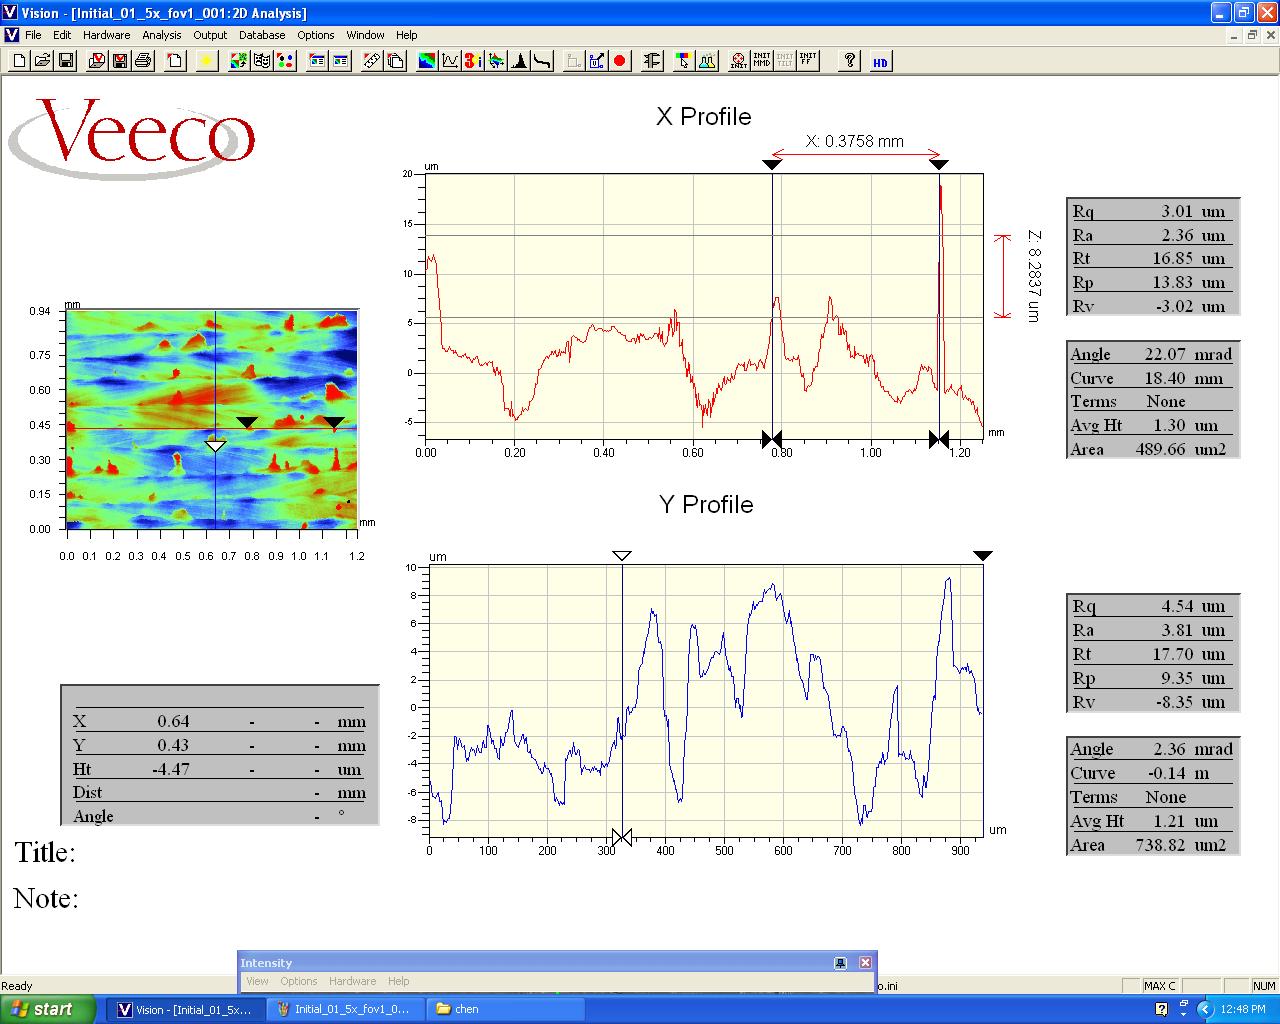 Vision - [Initial_01_5x_fov1_001:2D Analysis]
File Edit Hardware Analysis Output Database Options Window Help
INIT INIT MMD INIT TILT INIT FF ? HD
Veeco
X Profile
X: 0.3758 mm
um
20
15
10
5
0
-5
0.00 0.20 0.40 0.60 0.80 1.00 1.20
mm
Z: 8.2837 um
Rq 3.01 um
Ra 2.36 um
Rt 16.85 um
Rp 13.83 um
Rv -3.02 um
Angle 22.07 mrad
Curve 18.40 mm
Terms None
Avg Ht 1.30 um
Area 489.66 um2
mm
0.94
0.75
0.60
0.45
0.30
0.15
0.00
mm
0.0 0.1 0.2 0.3 0.4 0.5 0.6 0.7 0.8 0.9 1.0 1.1 1.2
Y Profile
um
10
8
6
4
2
0
-2
-4
-6
-8
um
0 100 200 300 400 500 600 700 800 900
Rq 4.54 um
Ra 3.81 um
Rt 17.70 um
Rp 9.35 um
Rv -8.35 um
Angle 2.36 mrad
Curve -0.14 m
Terms None
Avg Ht 1.21 um
Area 738.82 um2
X 0.64 - - mm
Y 0.43 - - mm
Ht -4.47 - - um
Dist - mm
Angle - °
Title:
Note:
Intensity
View Options Hardware Help
Ready o.ini MAX C NUM
start Vision - [Initial_01_5x... Initial_01_5x_fov1_0... chen 12:48 PM